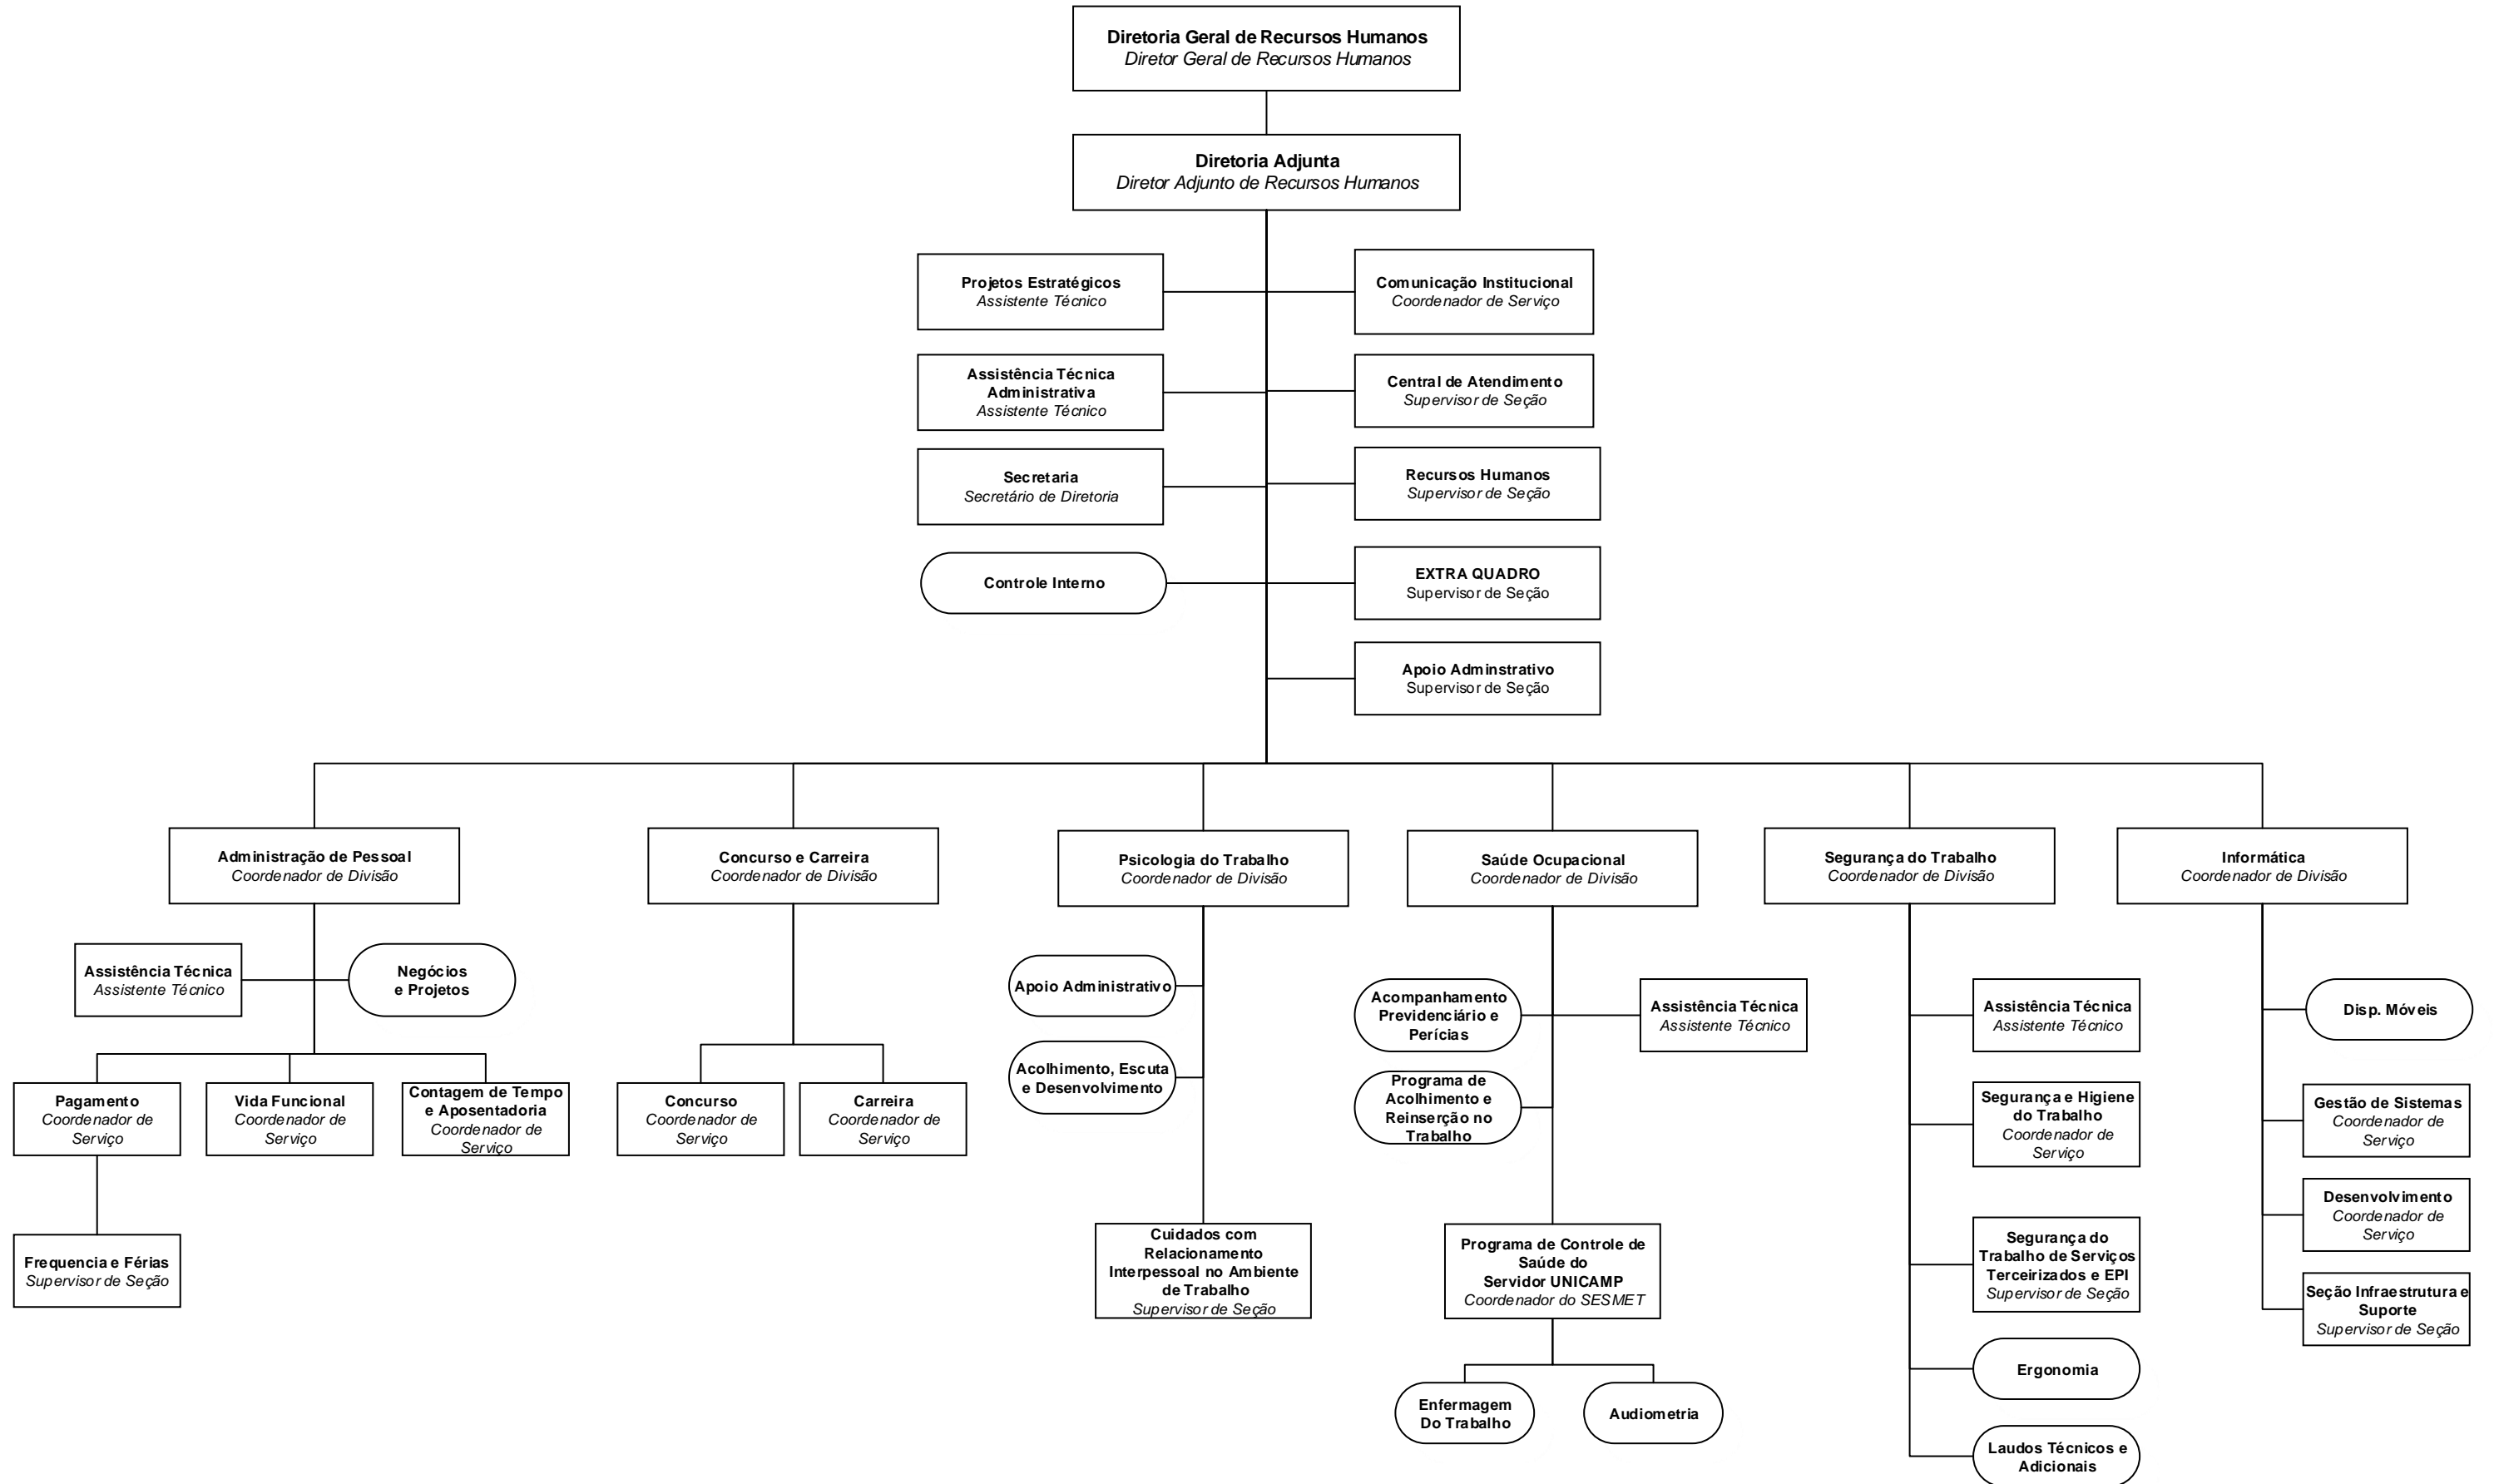 Diretoria Geral de Recursos Humanos
Diretor Geral de Recursos Humanos
Diretoria Adjunta
Diretor Adjunto de Recursos Humanos
Projetos Estratégicos
Assistente Técnico
Comunicação Institucional
Coordenador de Serviço
Assistência Técnica
Administrativa
Assistente Técnico
Central de Atendimento
Supervisor de Seção
Secretaria
Secretário de Diretoria
Recursos Humanos
Supervisor de Seção
Controle Interno
EXTRA QUADRO
Supervisor de Seção
Apoio Adminstrativo
Supervisor de Seção
Administração de Pessoal
Coordenador de Divisão
Concurso e Carreira
Coordenador de Divisão
Psicologia do Trabalho
Coordenador de Divisão
Saúde Ocupacional
Coordenador de Divisão
Segurança do Trabalho
Coordenador de Divisão
Informática
Coordenador de Divisão
Assistência Técnica
Assistente Técnico
Negócios
e Projetos
Pagamento
Coordenador de
Serviço
Vida Funcional
Coordenador de
Serviço
Contagem de Tempo
e Aposentadoria
Coordenador de
Serviço
Frequencia e Férias
Supervisor de Seção
Concurso
Coordenador de
Serviço
Carreira
Coordenador de
Serviço
Apoio Administrativo
Acolhimento, Escuta
e Desenvolvimento
Cuidados com
Relacionamento
Interpessoal no Ambiente
de Trabalho
Supervisor de Seção
Acompanhamento
Previdenciário e
Perícias
Assistência Técnica
Assistente Técnico
Programa de
Acolhimento e
Reinserção no
Trabalho
Programa de Controle de
Saúde do
Servidor UNICAMP
Coordenador do SESMET
Enfermagem
Do Trabalho
Audiometria
Assistência Técnica
Assistente Técnico
Segurança e Higiene
do Trabalho
Coordenador de
Serviço
Segurança do
Trabalho de Serviços
Terceirizados e EPI
Supervisor de Seção
Ergonomia
Laudos Técnicos e
Adicionais
Disp. Móveis
Gestão de Sistemas
Coordenador de
Serviço
Desenvolvimento
Coordenador de
Serviço
Seção Infraestrutura e
Suporte
Supervisor de Seção